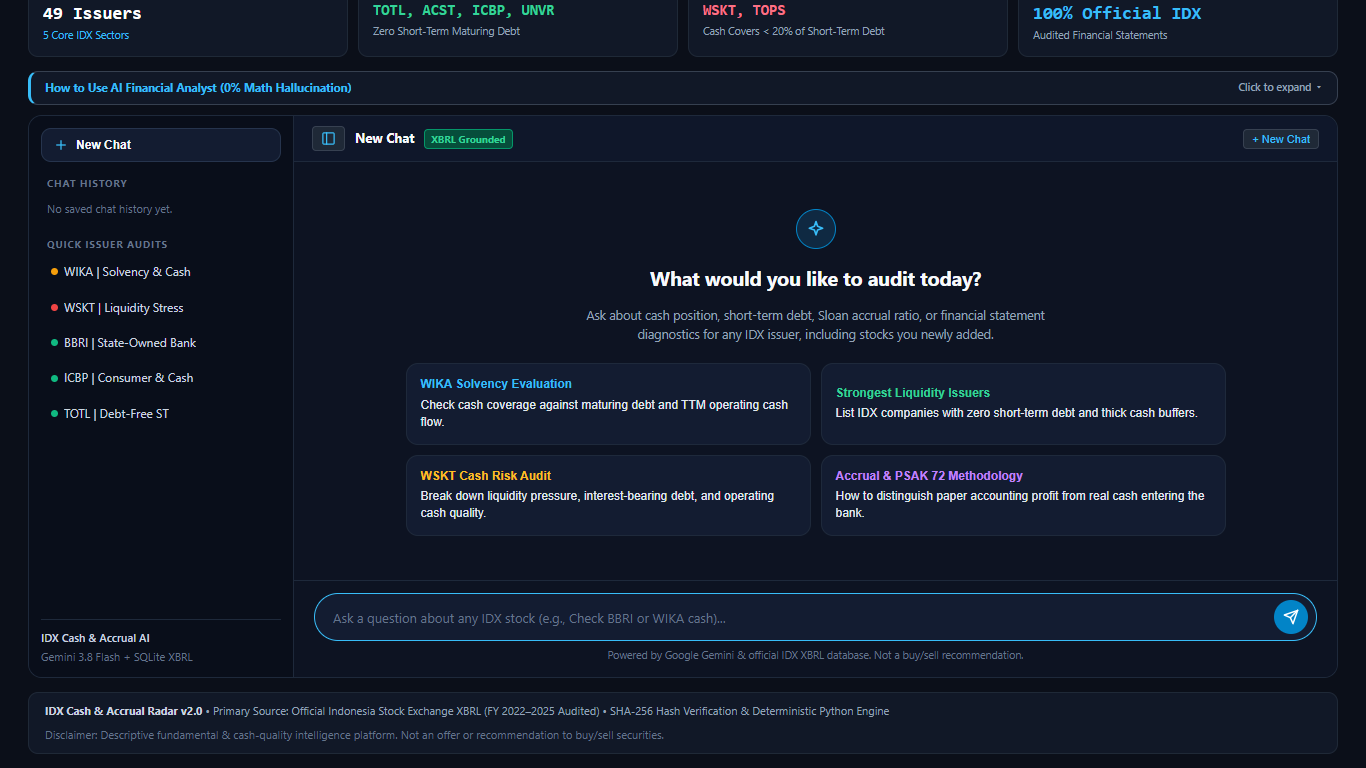 49 Issuers
5 Core IDX Sectors
TOTL, ACST, ICBP, UNVR
Zero Short-Term Maturing Debt
WSKT, TOPS
Cash Covers < 20% of Short-Term Debt
100% Official IDX
Audited Financial Statements
How to Use AI Financial Analyst (0% Math Hallucination)
Click to expand
+ New Chat
CHAT HISTORY
No saved chat history yet.
QUICK ISSUER AUDITS
WIKA | Solvency & Cash
WSKT | Liquidity Stress
BBRI | State-Owned Bank
ICBP | Consumer & Cash
TOTL | Debt-Free ST
IDX Cash & Accrual AI
Gemini 3.8 Flash + SQLite XBRL
New Chat
XBRL Grounded
+ New Chat
What would you like to audit today?
Ask about cash position, short-term debt, Sloan accrual ratio, or financial statement
diagnostics for any IDX issuer, including stocks you newly added.
WIKA Solvency Evaluation
Check cash coverage against maturing debt and TTM operating cash
flow.
Strongest Liquidity Issuers
List IDX companies with zero short-term debt and thick cash buffers.
WSKT Cash Risk Audit
Break down liquidity pressure, interest-bearing debt, and operating
cash quality.
Accrual & PSAK 72 Methodology
How to distinguish paper accounting profit from real cash entering the
bank.
Ask a question about any IDX stock (e.g., Check BBRI or WIKA cash)...
Powered by Google Gemini & official IDX XBRL database. Not a buy/sell recommendation.
IDX Cash & Accrual Radar v2.0 • Primary Source: Official Indonesia Stock Exchange XBRL (FY 2022–2025 Audited) • SHA-256 Hash Verification & Deterministic Python Engine
Disclaimer: Descriptive fundamental & cash-quality intelligence platform. Not an offer or recommendation to buy/sell securities.